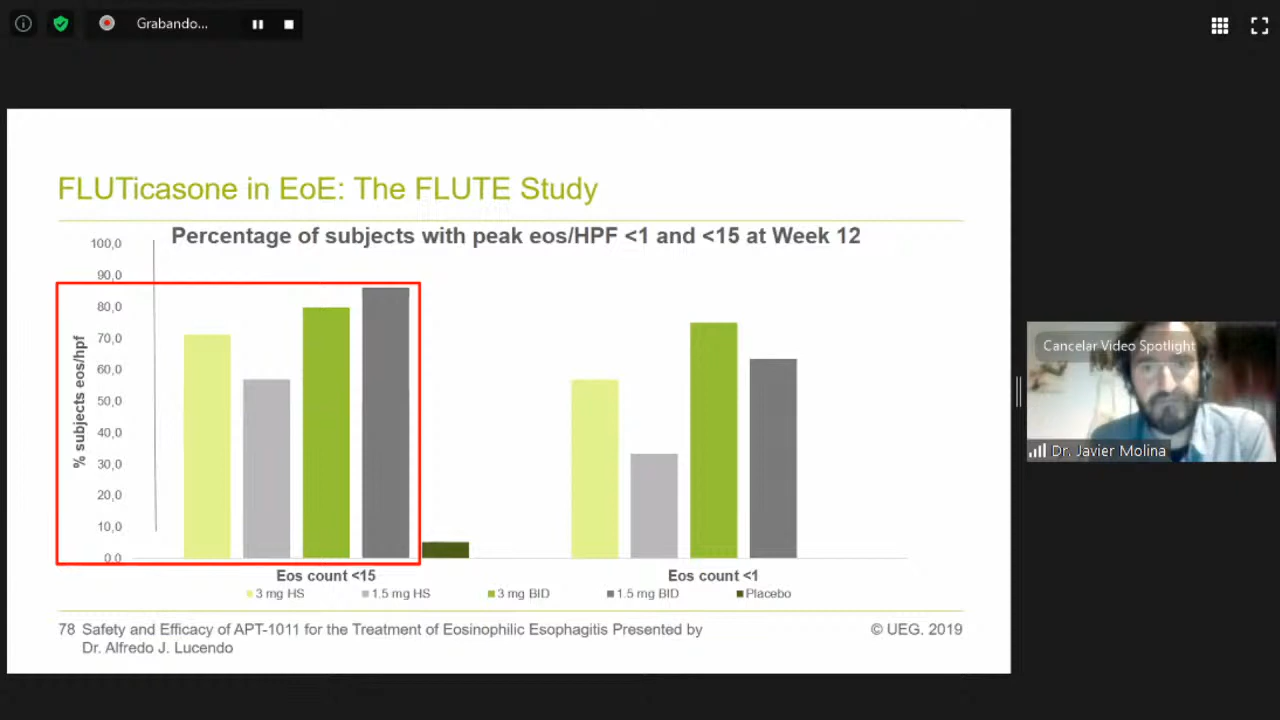 Grabando...
FLUTicasone in EoE: The FLUTE Study
Percentage of subjects with peak eos/HPF <1 and <15 at Week 12
% subjects eos/hpf
100,0
90,0
80,0
70,0
60,0
50,0
40,0
30,0
20,0
10,0
0,0
Eos count <15
Eos count <1
3 mg HS
1.5 mg HS
3 mg BID
1.5 mg BID
Placebo
78 Safety and Efficacy of APT-1011 for the Treatment of Eosinophilic Esophagitis Presented by
Dr. Alfredo J. Lucendo
© UEG. 2019
Cancelar Video Spotlight
Dr. Javier Molina